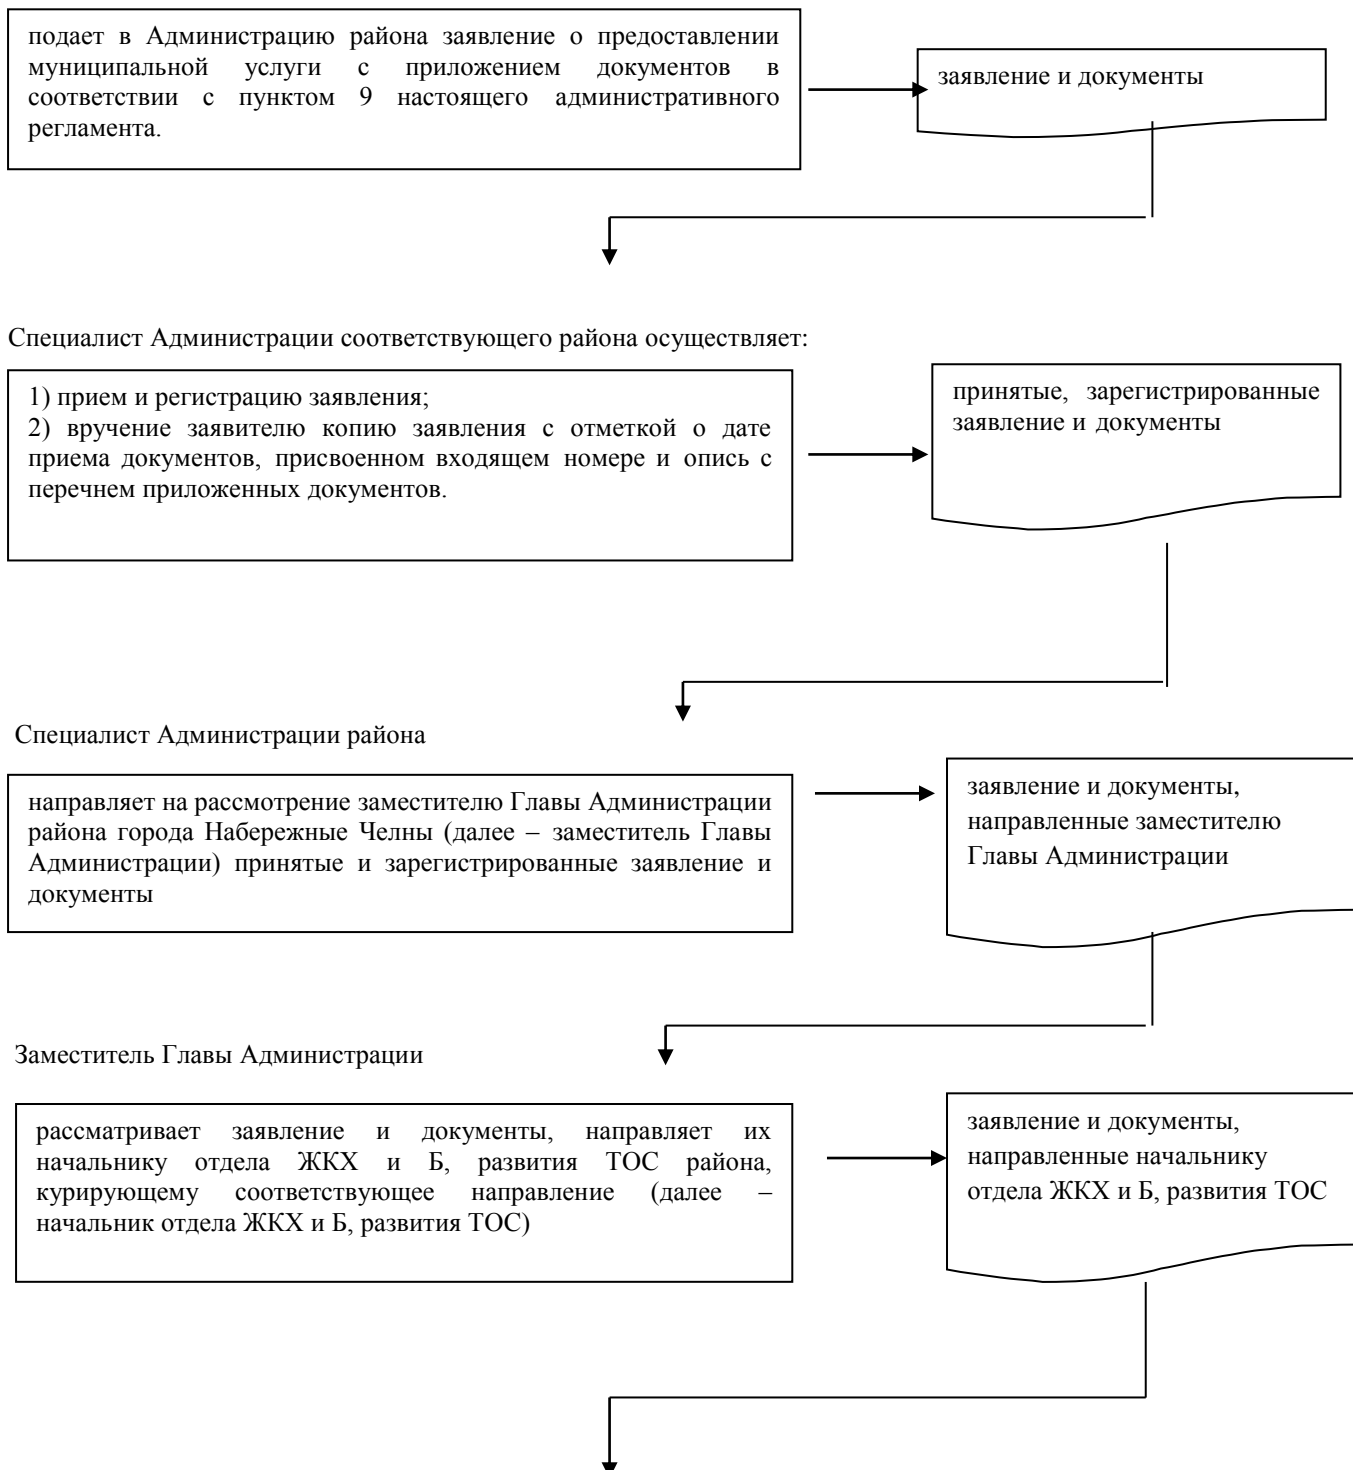 подает в Администрацию района заявление о предоставлении
муниципальной услуги с приложением документов в
соответствии с пунктом 9 настоящего административного
регламента.
заявление и документы
Специалист Администрации соответствующего района осуществляет:
1) прием и регистрацию заявления;
2) вручение заявителю копию заявления с отметкой о дате
приема документов, присвоенном входящем номере и опись с
перечнем приложенных документов.
принятые, зарегистрированные
заявление и документы
Специалист Администрации района
направляет на рассмотрение заместителю Главы Администрации
района города Набережные Челны (далее – заместитель Главы
Администрации) принятые и зарегистрированные заявление и
документы
заявление и документы,
направленные заместителю
Главы Администрации
Заместитель Главы Администрации
рассматривает заявление и документы, направляет их
начальнику отдела ЖКХ и Б, развития ТОС района,
курирующему соответствующее направление (далее –
начальник отдела ЖКХ и Б, развития ТОС)
заявление и документы,
направленные начальнику
отдела ЖКХ и Б, развития ТОС